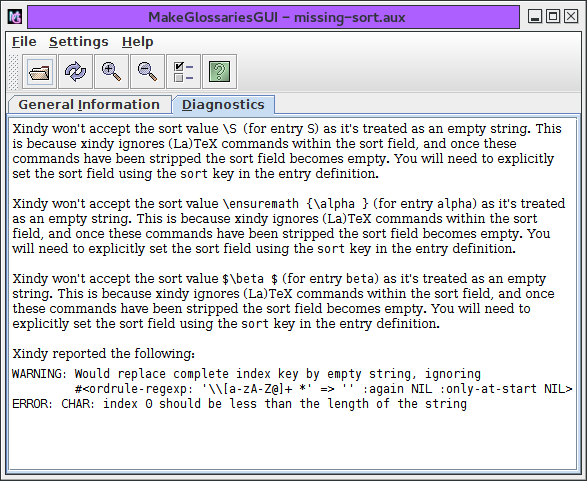 MakeGlossariesGUI - missing-sort.aux
File Settings Help
General Information Diagnostics
Xindy won't accept the sort value \S (for entry S) as it's treated as an empty string. This
is because xindy ignores (La)TeX commands within the sort field, and once these
commands have been stripped the sort field becomes empty. You will need to explicitly
set the sort field using the sort key in the entry definition.
Xindy won't accept the sort value \ensuremath {\alpha } (for entry alpha) as it's treated
as an empty string. This is because xindy ignores (La)TeX commands within the sort
field, and once these commands have been stripped the sort field becomes empty. You
will need to explicitly set the sort field using the sort key in the entry definition.
Xindy won't accept the sort value $\beta $ (for entry beta) as it's treated as an empty
string. This is because xindy ignores (La)TeX commands within the sort field, and once
these commands have been stripped the sort field becomes empty. You will need to
explicitly set the sort field using the sort key in the entry definition.
Xindy reported the following:
WARNING: Would replace complete index key by empty string, ignoring
#<ordrule-regexp: '\\[a-zA-Z@]+ *' => '' :again NIL :only-at-start NIL>
ERROR: CHAR: index 0 should be less than the length of the string